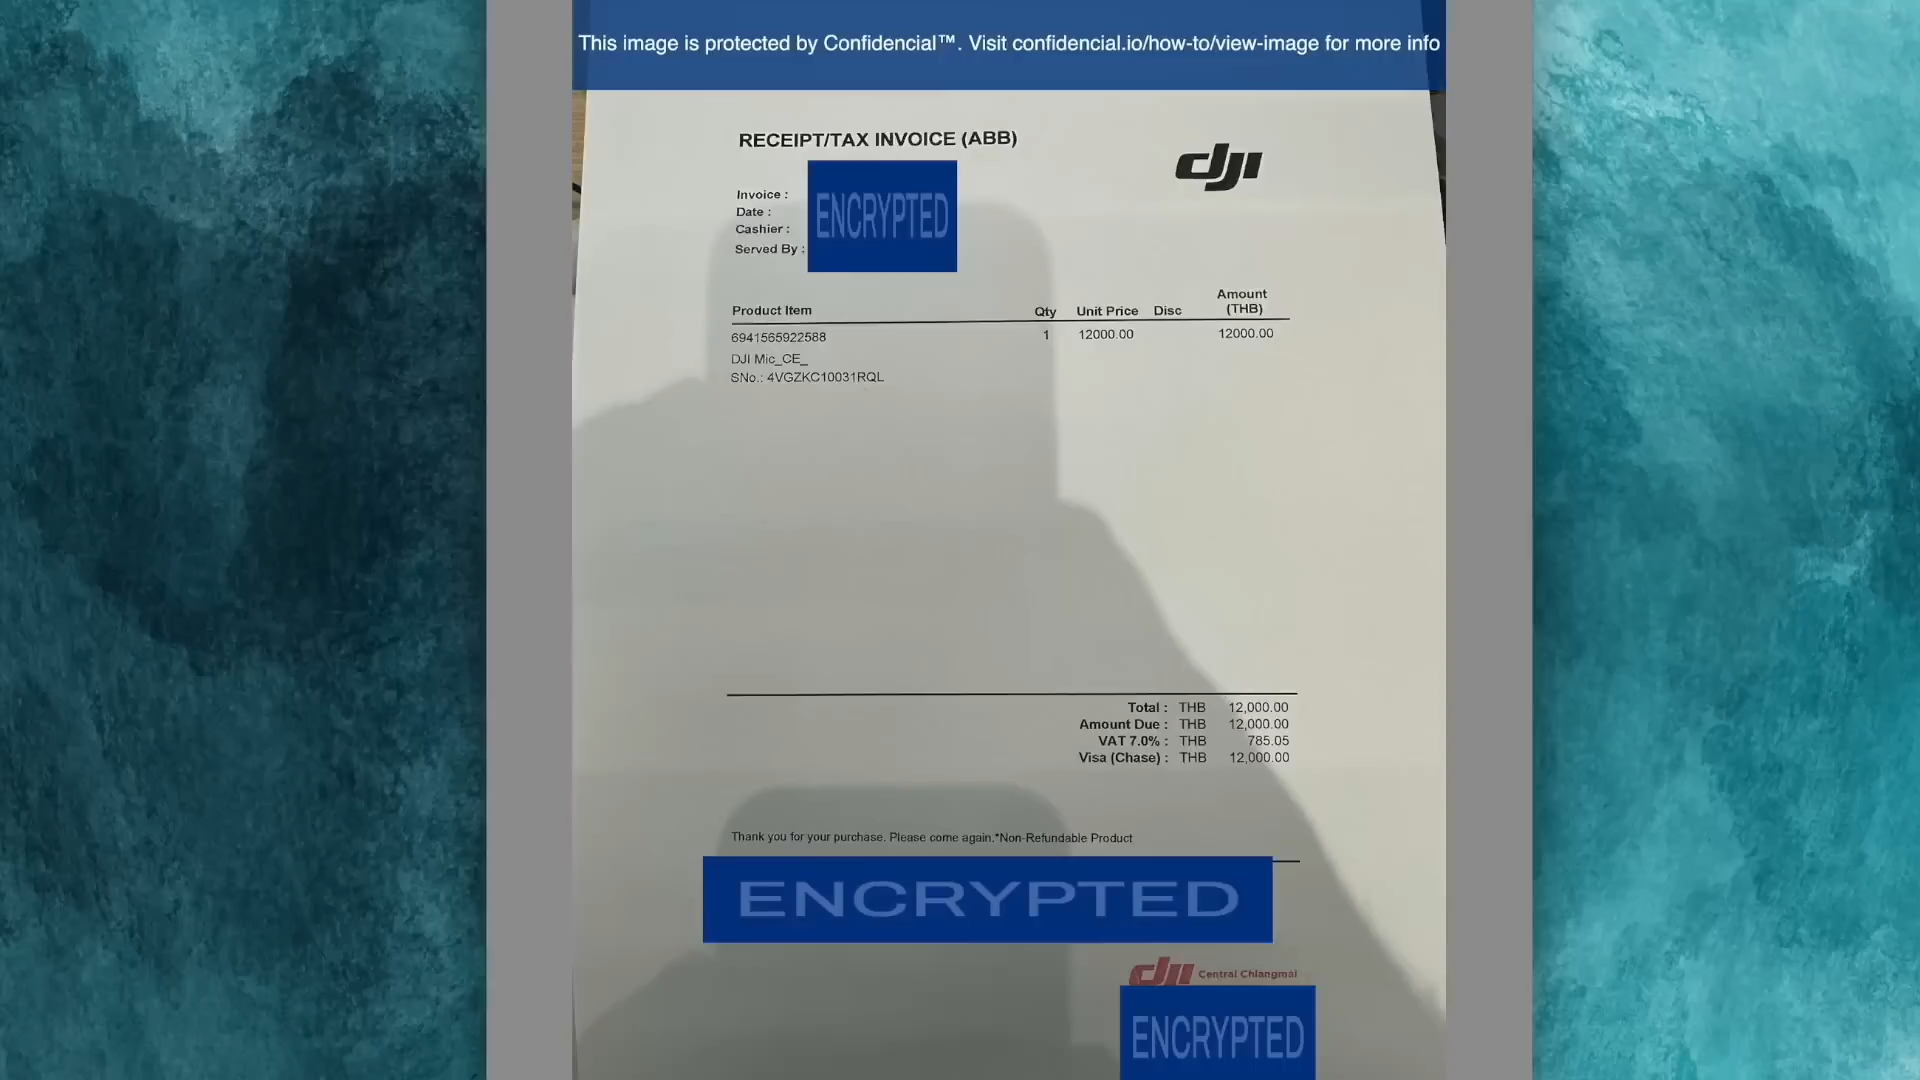 This image is protected by Confidencial™. Visit confidencial.io/how-to/view-image for more info
RECEIPT/TAX INVOICE (ABB)
dji
Invoice :
Date :
Cashier :
Served By :
ENCRYPTED
Product Item Qty Unit Price Disc Amount (THB)
6941565922588 1 12000.00 12000.00
DJI Mic_CE_
SNo.: 4VGZKC10031RQL
Total : THB 12,000.00
Amount Due : THB 12,000.00
VAT 7.0% : THB 785.05
Visa (Chase) : THB 12,000.00
Thank you for your purchase. Please come again.*Non-Refundable Product
ENCRYPTED
dji Central Chiangmai
ENCRYPTED